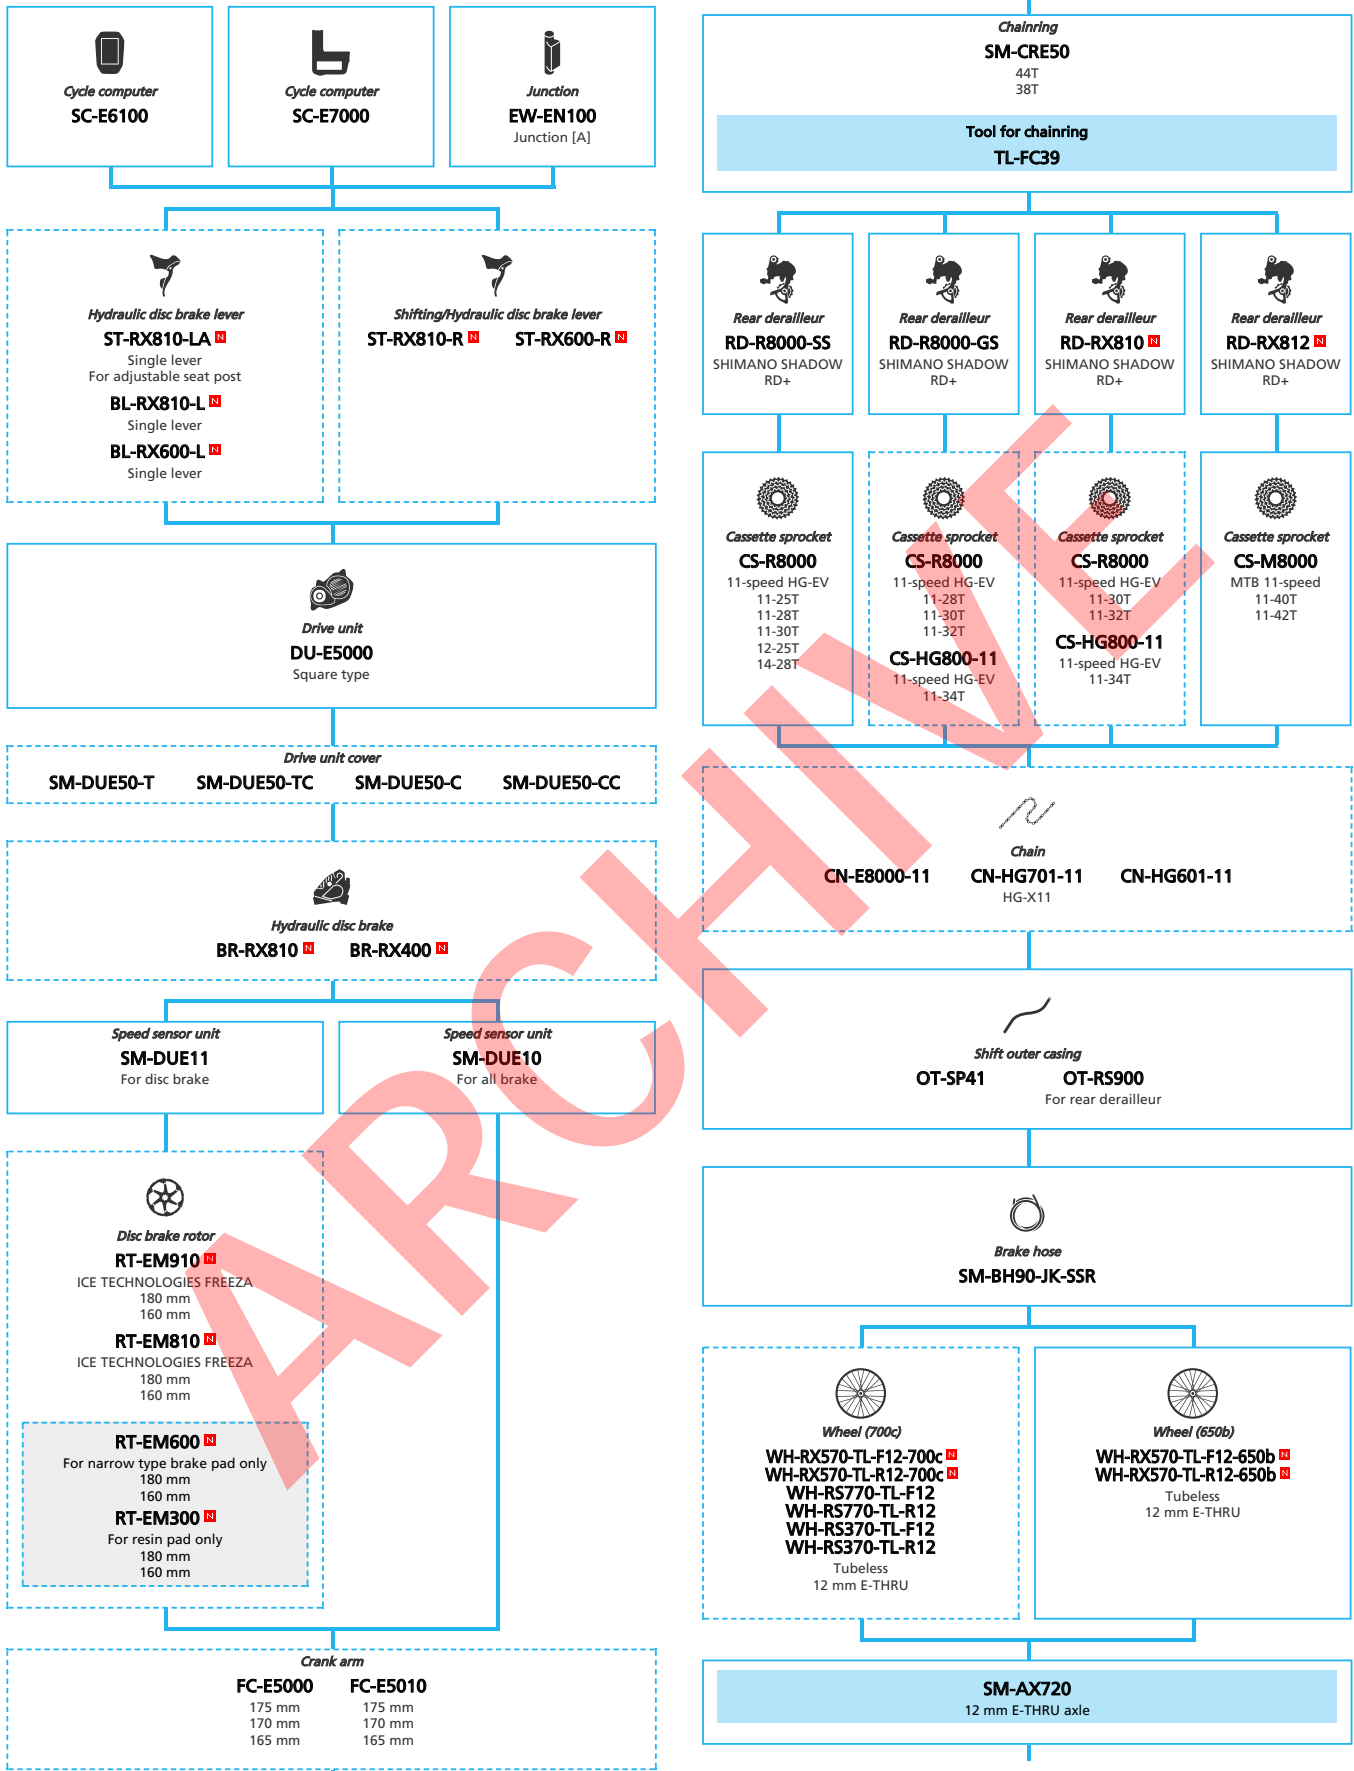 Cycle computer
SC-E6100
Cycle computer
SC-E7000
Junction
EW-EN100
Junction [A]
Hydraulic disc brake lever
ST-RX810-LA N
Single lever
For adjustable seat post
BL-RX810-L N
Single lever
BL-RX600-L N
Single lever
Shifting/Hydraulic disc brake lever
ST-RX810-R N ST-RX600-R N
Drive unit
DU-E5000
Square type
Drive unit cover
SM-DUE50-T SM-DUE50-TC SM-DUE50-C SM-DUE50-CC
Hydraulic disc brake
BR-RX810 N BR-RX400 N
Speed sensor unit
SM-DUE11
For disc brake
Speed sensor unit
SM-DUE10
For all brake
Disc brake rotor
RT-EM910 N
ICE TECHNOLOGIES FREEZA
180 mm
160 mm
RT-EM810 N
ICE TECHNOLOGIES FREEZA
180 mm
160 mm
RT-EM600 N
For narrow type brake pad only
180 mm
160 mm
RT-EM300 N
For resin pad only
180 mm
160 mm
Crank arm
FC-E5000 FC-E5010
175 mm 175 mm
170 mm 170 mm
165 mm 165 mm
Chainring
SM-CRE50
44T
38T
Tool for chainring
TL-FC39
Rear derailleur
RD-R8000-SS
SHIMANO SHADOW
RD+
Rear derailleur
RD-R8000-GS
SHIMANO SHADOW
RD+
Rear derailleur
RD-RX810 N
SHIMANO SHADOW
RD+
Rear derailleur
RD-RX812 N
SHIMANO SHADOW
RD+
Cassette sprocket
CS-R8000
11-speed HG-EV
11-25T
11-28T
11-30T
12-25T
14-28T
Cassette sprocket
CS-R8000
11-speed HG-EV
11-28T
11-30T
11-32T
CS-HG800-11
11-speed HG-EV
11-34T
Cassette sprocket
CS-R8000
11-speed HG-EV
11-30T
11-32T
CS-HG800-11
11-speed HG-EV
11-34T
Cassette sprocket
CS-M8000
MTB 11-speed
11-40T
11-42T
Chain
CN-E8000-11 CN-HG701-11 CN-HG601-11
HG-X11
Shift outer casing
OT-SP41 OT-RS900
For rear derailleur
Brake hose
SM-BH90-JK-SSR
Wheel (700c)
WH-RX570-TL-F12-700c N
WH-RX570-TL-R12-700c N
WH-RS770-TL-F12
WH-RS770-TL-R12
WH-RS370-TL-F12
WH-RS370-TL-R12
Tubeless
12 mm E-THRU
Wheel (650b)
WH-RX570-TL-F12-650b N
WH-RX570-TL-R12-650b N
Tubeless
12 mm E-THRU
SM-AX720
12 mm E-THRU axle
ARCHIVE